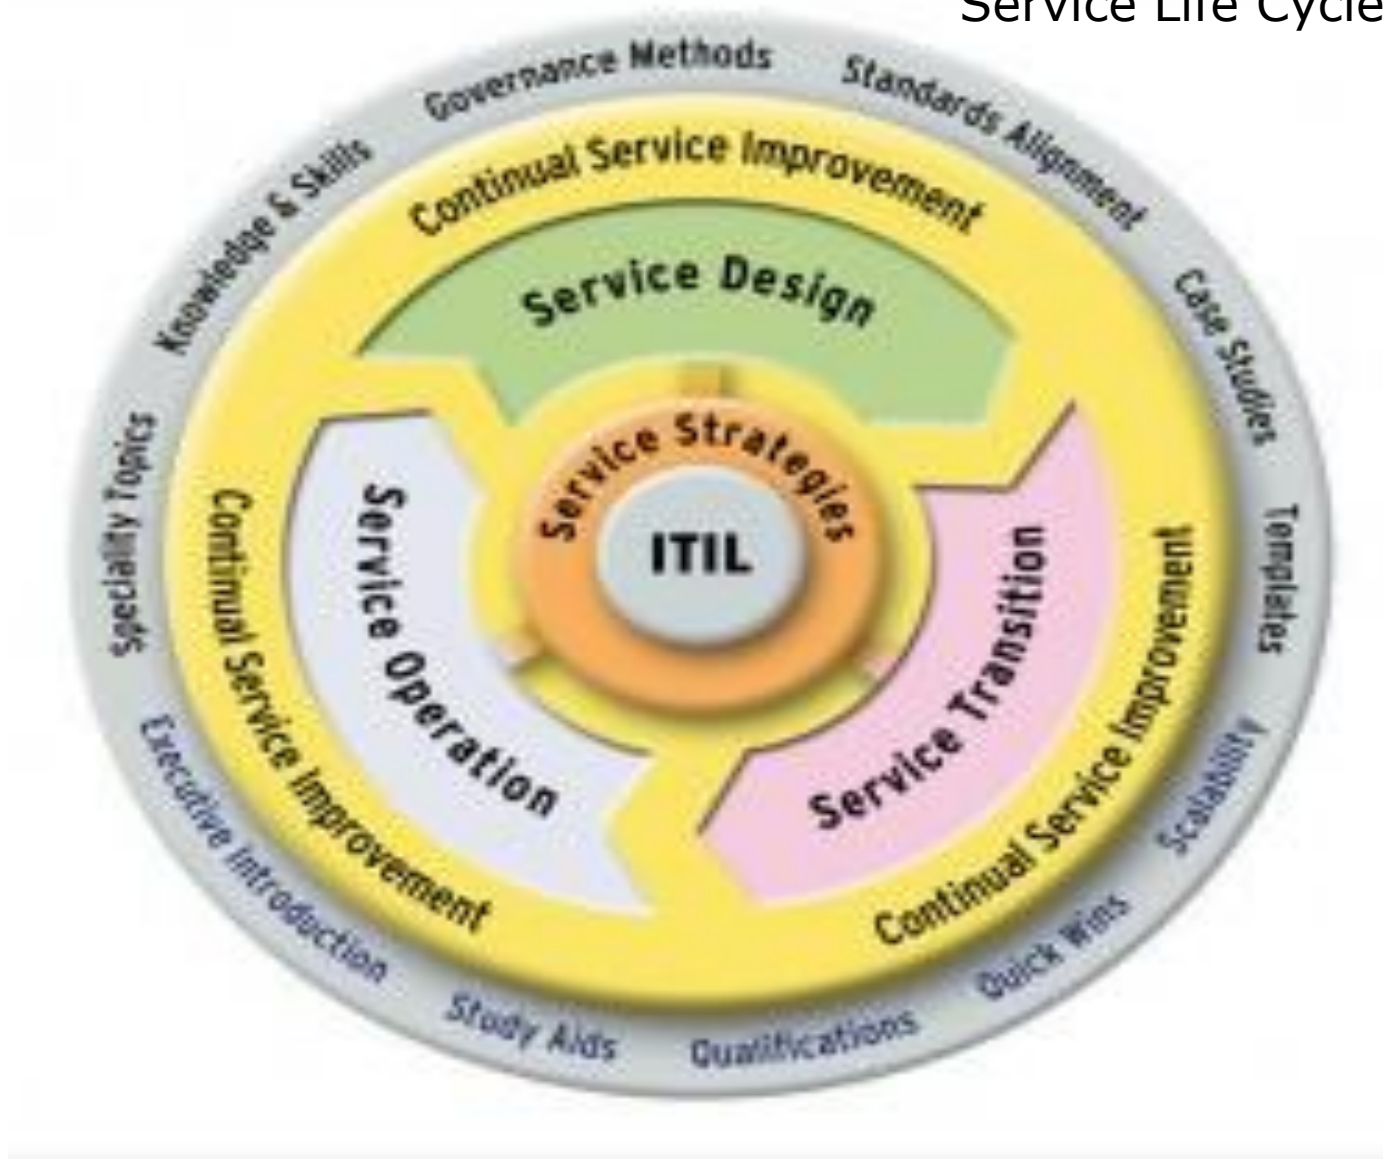 Service Life Cycle
Governance Methods
Standards Alignment
Knowledge & Skills
Case Studies
Speciality Topics
Templates
Executive Introduction
Scalability
Study Aids
Qualifications
Quick Wins
Continual Service Improvement
Continual Service Improvement
Continual Service Improvement
Service Design
Service Transition
Service Operation
Service Strategies
ITIL